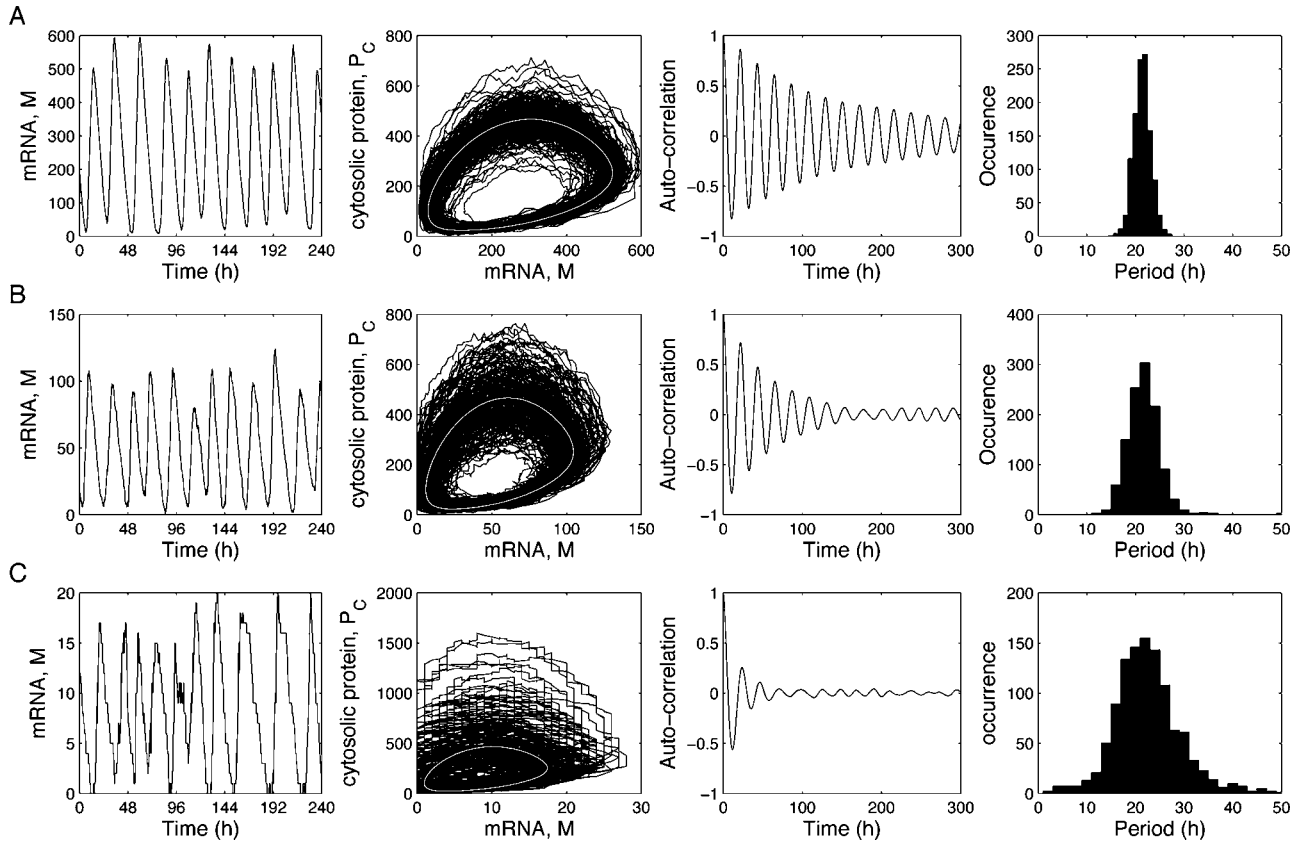 A
600
500
400
300
200
100
0
mRNA, M
0 48 96 144 192 240
Time (h)
800
600
400
200
0
cytosolic protein, P_C
0 200 400 600
mRNA, M
1
0.5
0
−0.5
−1
Auto−correlation
0 100 200 300
Time (h)
300
250
200
150
100
50
0
Occurence
0 10 20 30 40 50
Period (h)
B
150
100
50
0
mRNA, M
0 48 96 144 192 240
Time (h)
800
600
400
200
0
cytosolic protein, P_C
0 50 100 150
mRNA, M
1
0.5
0
−0.5
−1
Auto−correlation
0 100 200 300
Time (h)
400
300
200
100
0
Occurence
0 10 20 30 40 50
Period (h)
C
20
15
10
5
0
mRNA, M
0 48 96 144 192 240
Time (h)
2000
1500
1000
500
0
cytosolic protein, P_C
0 10 20 30
mRNA, M
1
0.5
0
−0.5
−1
Auto−correlation
0 100 200 300
Time (h)
200
150
100
50
0
occurence
0 10 20 30 40 50
Period (h)